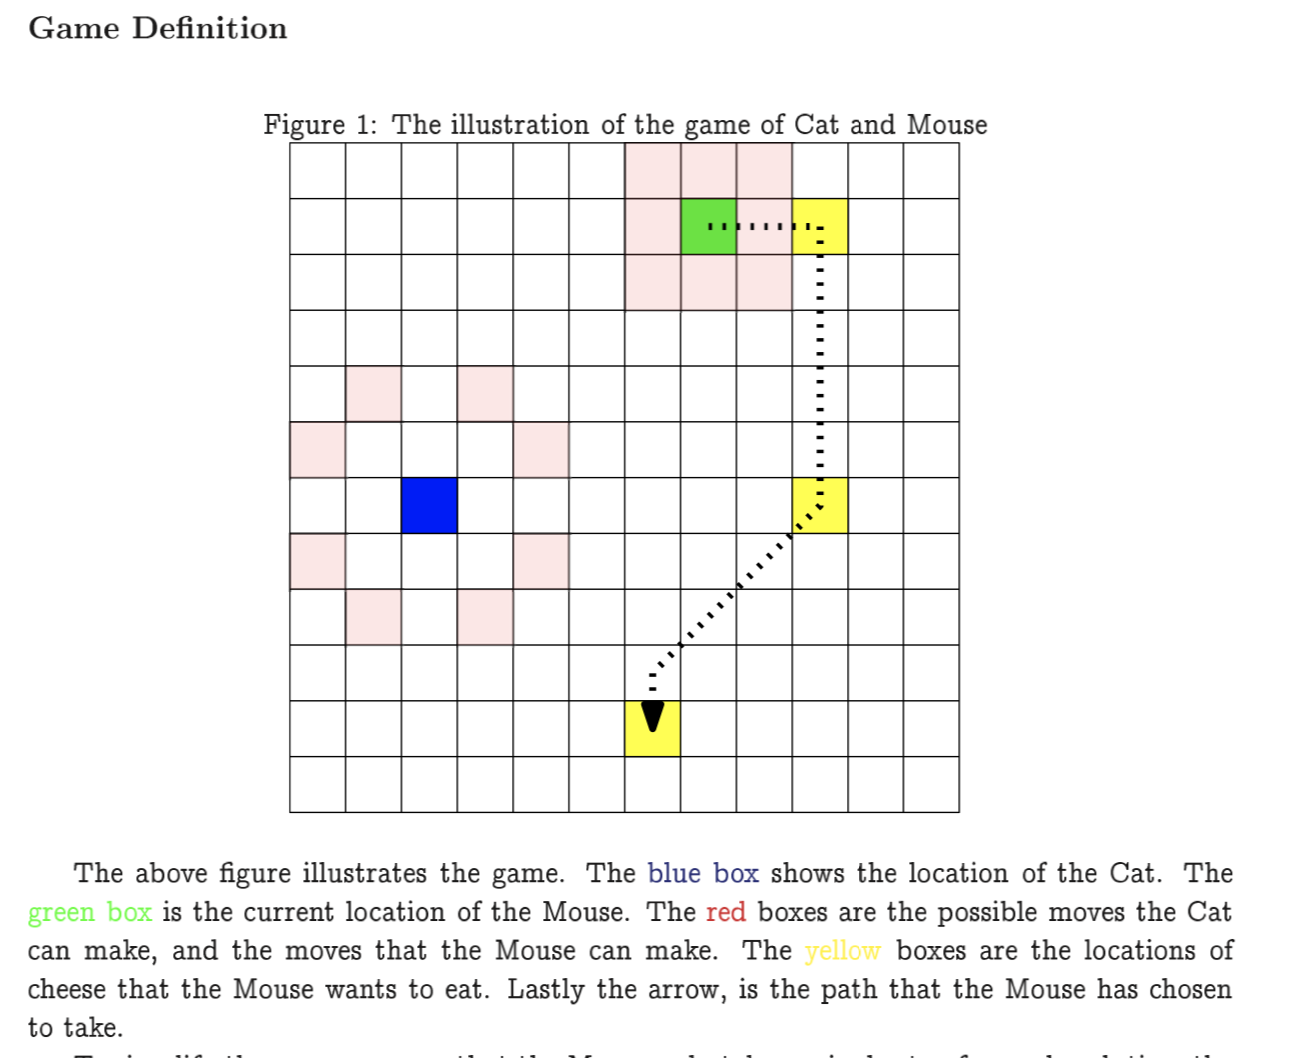 Game Definition
Figure 1: The illustration of the game of Cat and Mouse
The above figure illustrates the game. The blue box shows the location of the Cat. The
green box is the current location of the Mouse. The red boxes are the possible moves the Cat
can make, and the moves that the Mouse can make. The yellow boxes are the locations of
cheese that the Mouse wants to eat. Lastly the arrow, is the path that the Mouse has chosen
to take.